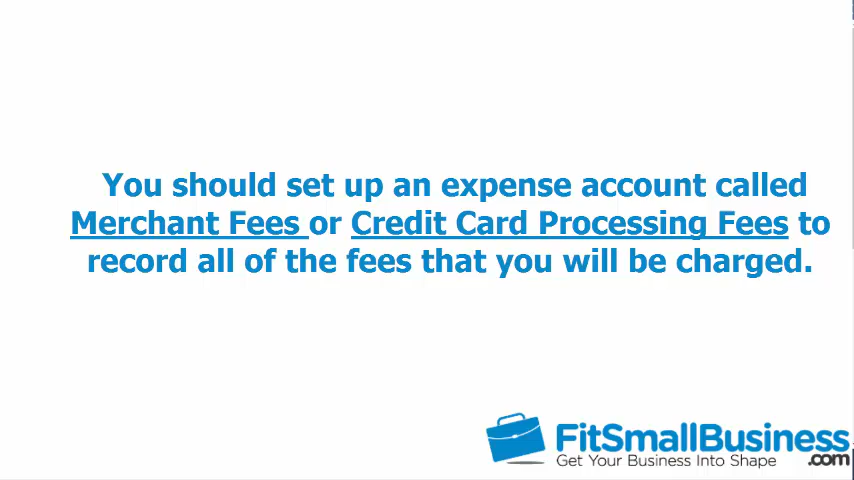 You should set up an expense account called
Merchant Fees or Credit Card Processing Fees to
record all of the fees that you will be charged.
FitSmallBusiness
Get Your Business Into Shape .com